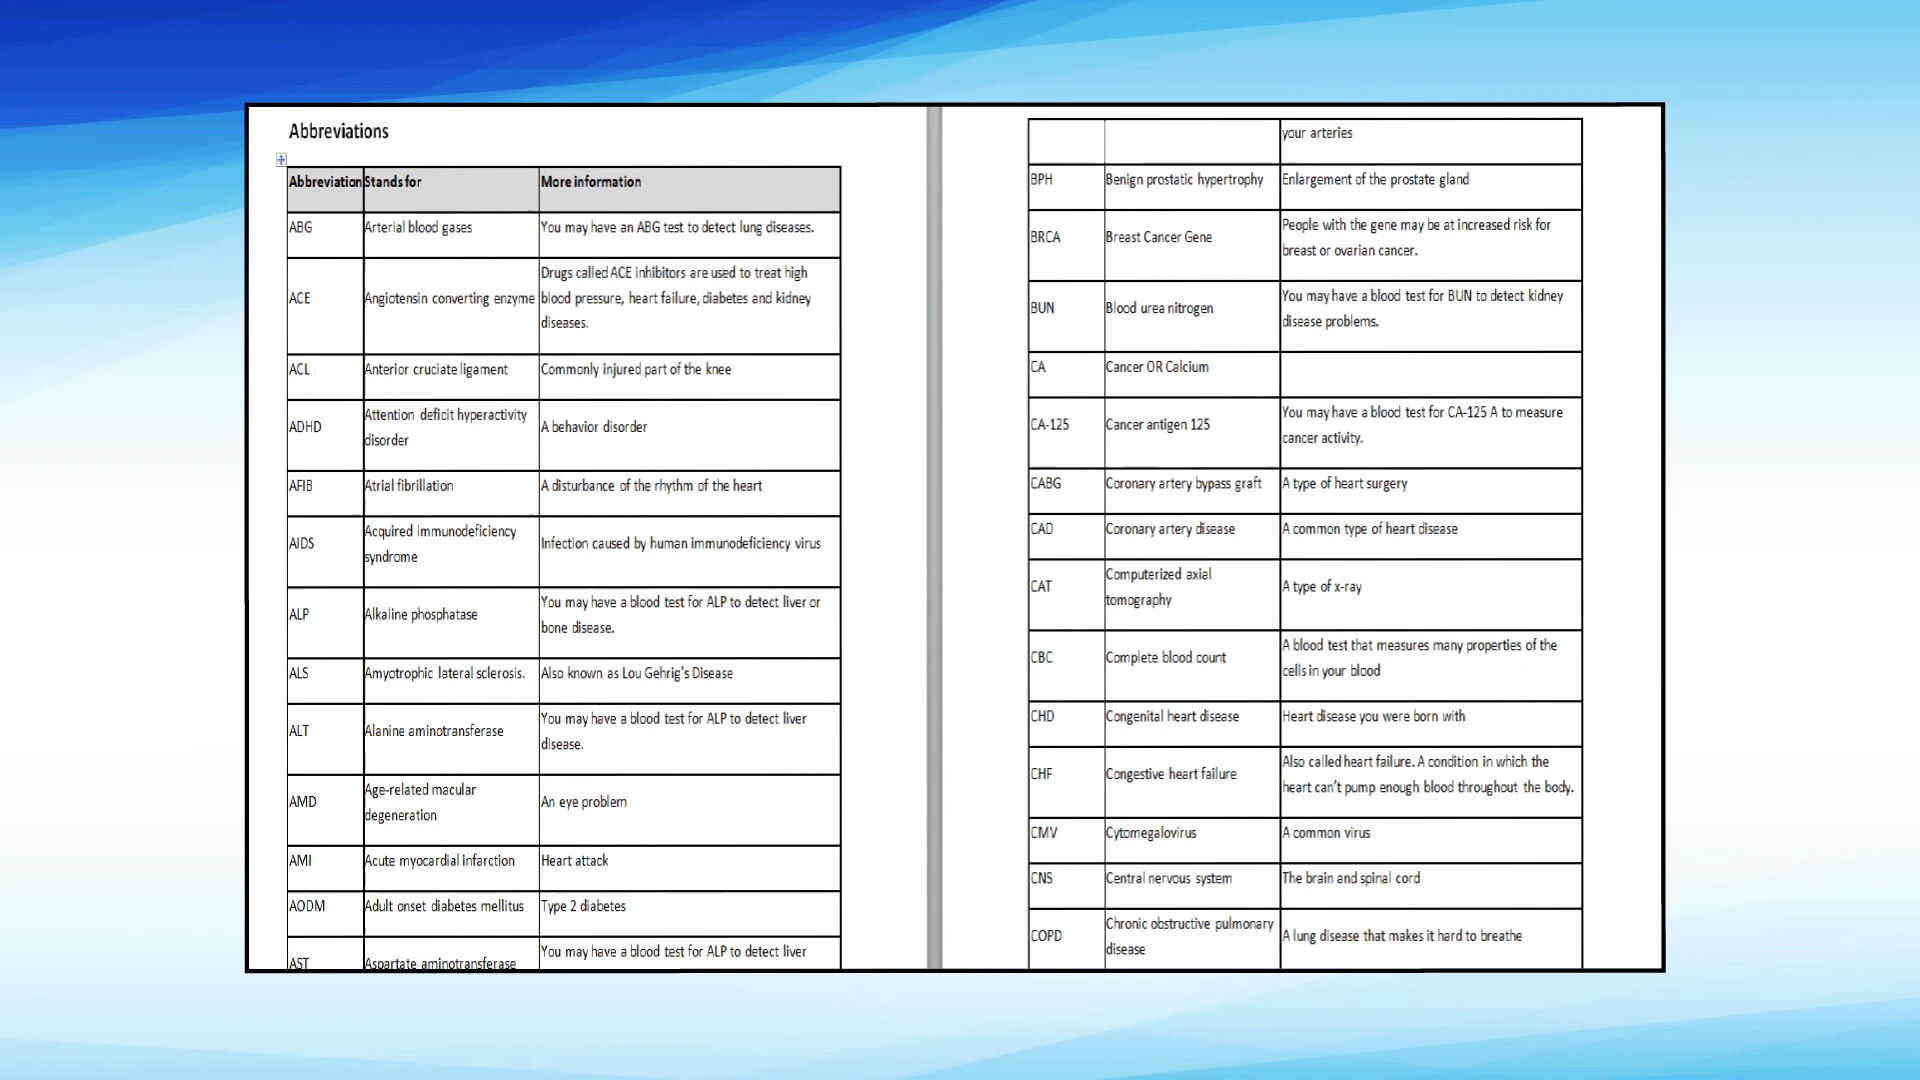 Abbreviations
Abbreviation Stands for More information
ABG Arterial blood gases You may have an ABG test to detect lung diseases.
ACE Angiotensin converting enzyme Drugs called ACE inhibitors are used to treat high
blood pressure, heart failure, diabetes and kidney
diseases.
ACL Anterior cruciate ligament Commonly injured part of the knee
ADHD Attention deficit hyperactivity
disorder A behavior disorder
AFIB Atrial fibrillation A disturbance of the rhythm of the heart
AIDS Acquired immunodeficiency
syndrome Infection caused by human immunodeficiency virus
ALP Alkaline phosphatase You may have a blood test for ALP to detect liver or
bone disease.
ALS Amyotrophic lateral sclerosis. Also known as Lou Gehrig's Disease
ALT Alanine aminotransferase You may have a blood test for ALP to detect liver
disease.
AMD Age-related macular
degeneration An eye problem
AMI Acute myocardial infarction Heart attack
AODM Adult onset diabetes mellitus Type 2 diabetes
AST Aspartate aminotransferase You may have a blood test for ALP to detect liver
your arteries
BPH Benign prostatic hypertrophy Enlargement of the prostate gland
BRCA Breast Cancer Gene People with the gene may be at increased risk for
breast or ovarian cancer.
BUN Blood urea nitrogen You may have a blood test for BUN to detect kidney
disease problems.
CA Cancer OR Calcium
CA-125 Cancer antigen 125 You may have a blood test for CA-125 A to measure
cancer activity.
CABG Coronary artery bypass graft A type of heart surgery
CAD Coronary artery disease A common type of heart disease
CAT Computerized axial
tomography A type of x-ray
CBC Complete blood count A blood test that measures many properties of the
cells in your blood
CHD Congenital heart disease Heart disease you were born with
CHF Congestive heart failure Also called heart failure. A condition in which the
heart can’t pump enough blood throughout the body.
CMV Cytomegalovirus A common virus
CNS Central nervous system The brain and spinal cord
COPD Chronic obstructive pulmonary
disease A lung disease that makes it hard to breathe